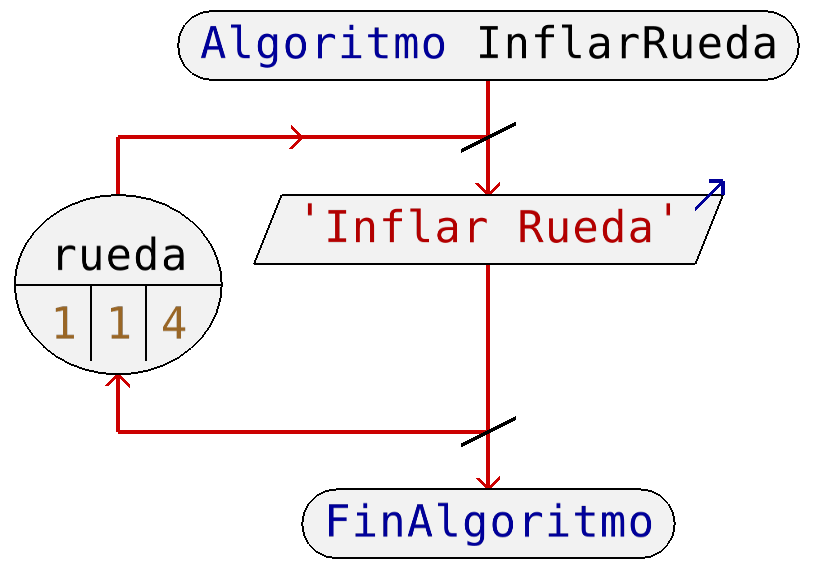 Algoritmo InflarRueda
'Inflar Rueda'
rueda
1 1 4
FinAlgoritmo